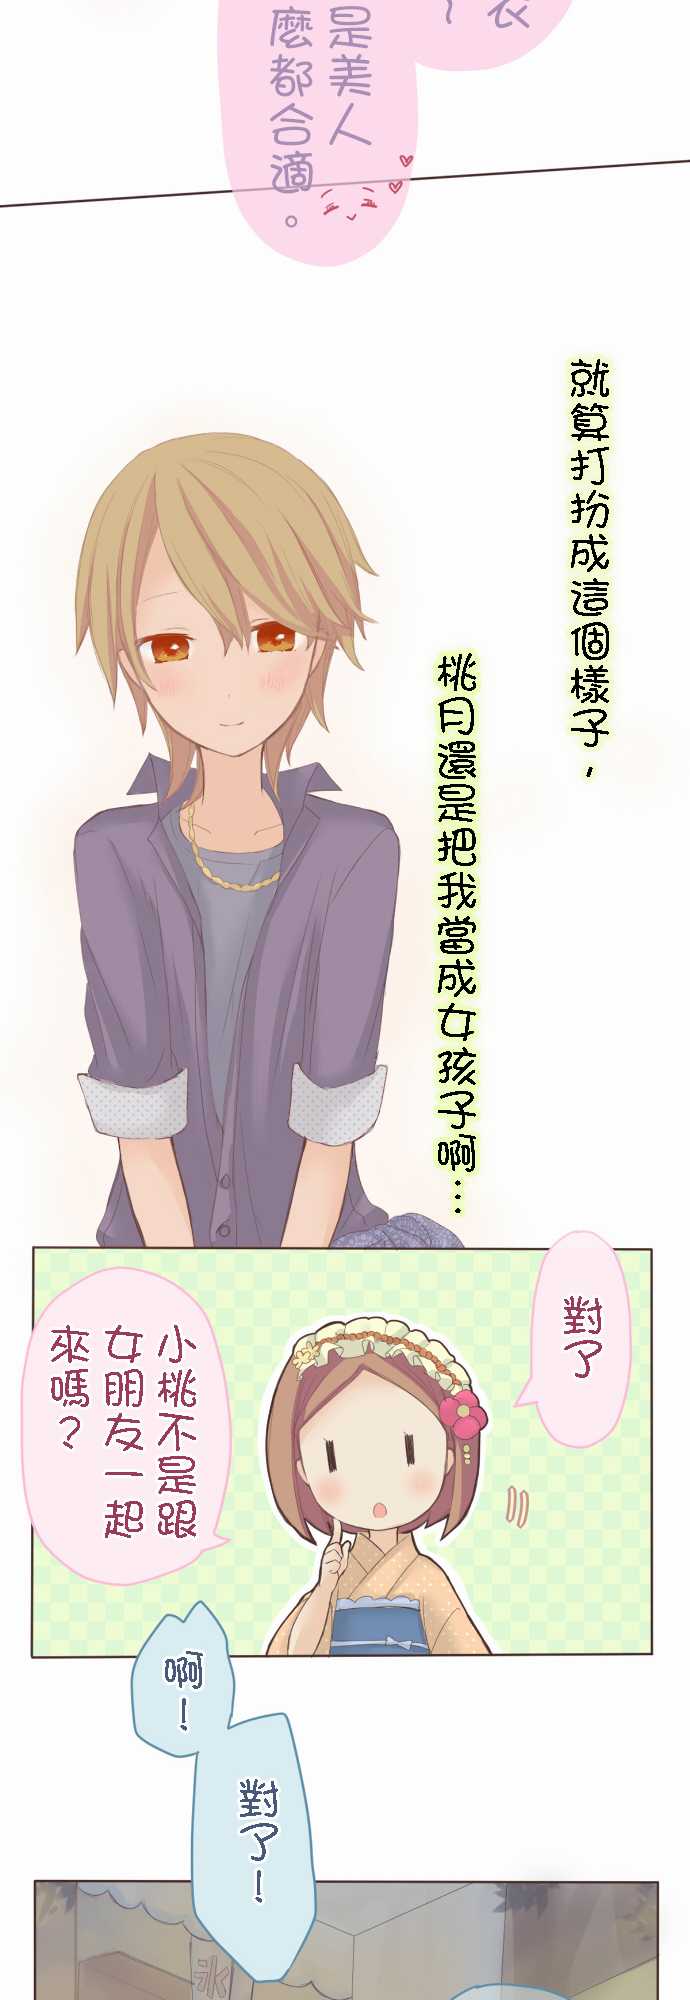 衣～
是美人
麼都合適。
就算打扮成這個樣子，
桃月還是把我當成女孩子啊…
對了
小桃不是跟
女朋友一起
來嗎？
啊！
對了！
氷